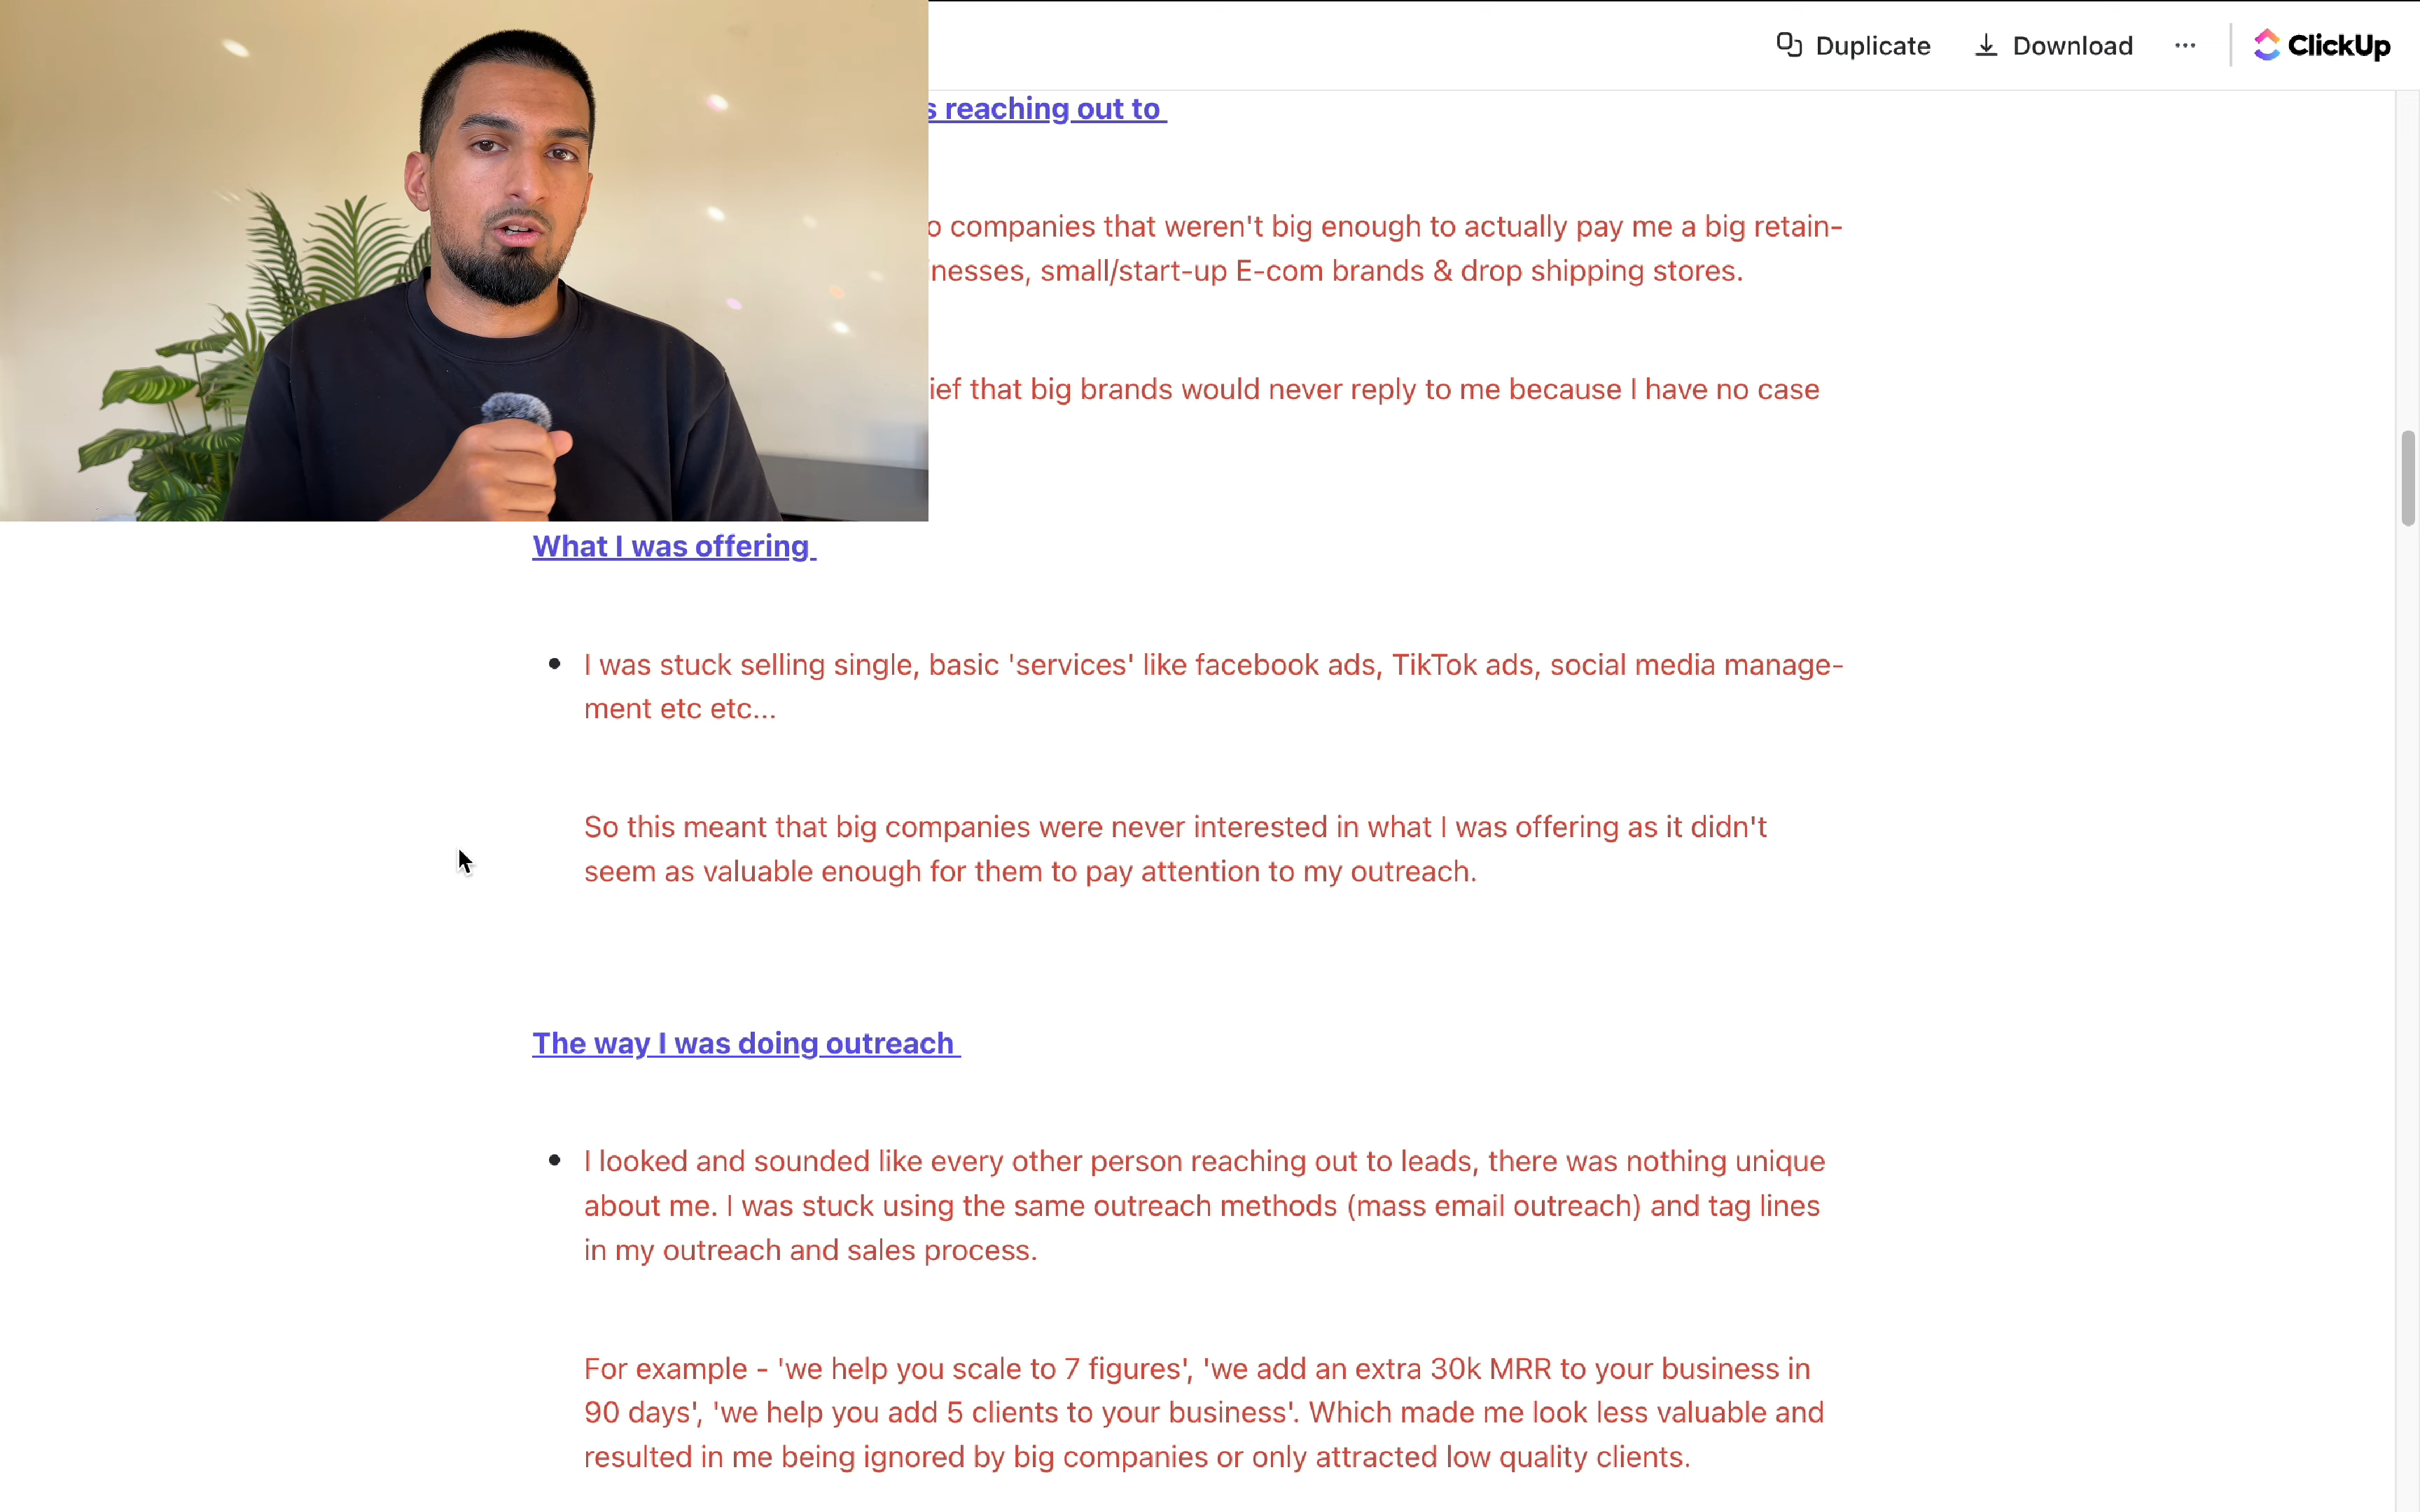 Duplicate Download ... ClickUp
reaching out to
companies that weren't big enough to actually pay me a big retain-
small/start-up E-com brands & drop shipping stores.
that big brands would never reply to me because I have no case
What I was offering
• I was stuck selling single, basic 'services' like facebook ads, TikTok ads, social media manage-
ment etc etc...
So this meant that big companies were never interested in what I was offering as it didn't
seem as valuable enough for them to pay attention to my outreach.
The way I was doing outreach
• I looked and sounded like every other person reaching out to leads, there was nothing unique
about me. I was stuck using the same outreach methods (mass email outreach) and tag lines
in my outreach and sales process.
For example - 'we help you scale to 7 figures', 'we add an extra 30k MRR to your business in
90 days', 'we help you add 5 clients to your business'. Which made me look less valuable and
resulted in me being ignored by big companies or only attracted low quality clients.